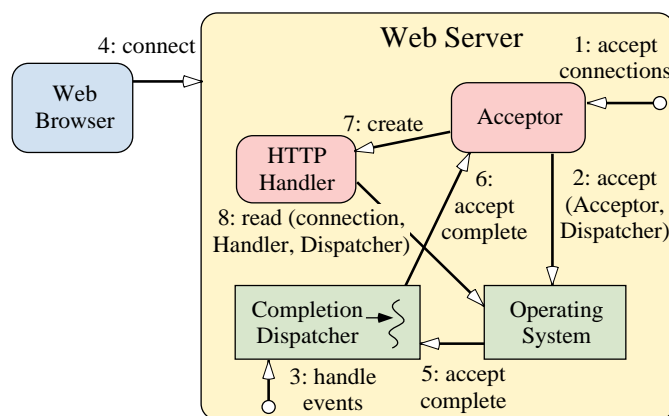 Web Server
4: connect
1: accept
connections
Web
Browser
Acceptor
7: create
HTTP
Handler
6:
accept
complete
2: accept
(Acceptor,
Dispatcher)
8: read (connection,
Handler, Dispatcher)
Completion
Dispatcher
Operating
System
3: handle
events
5: accept
complete